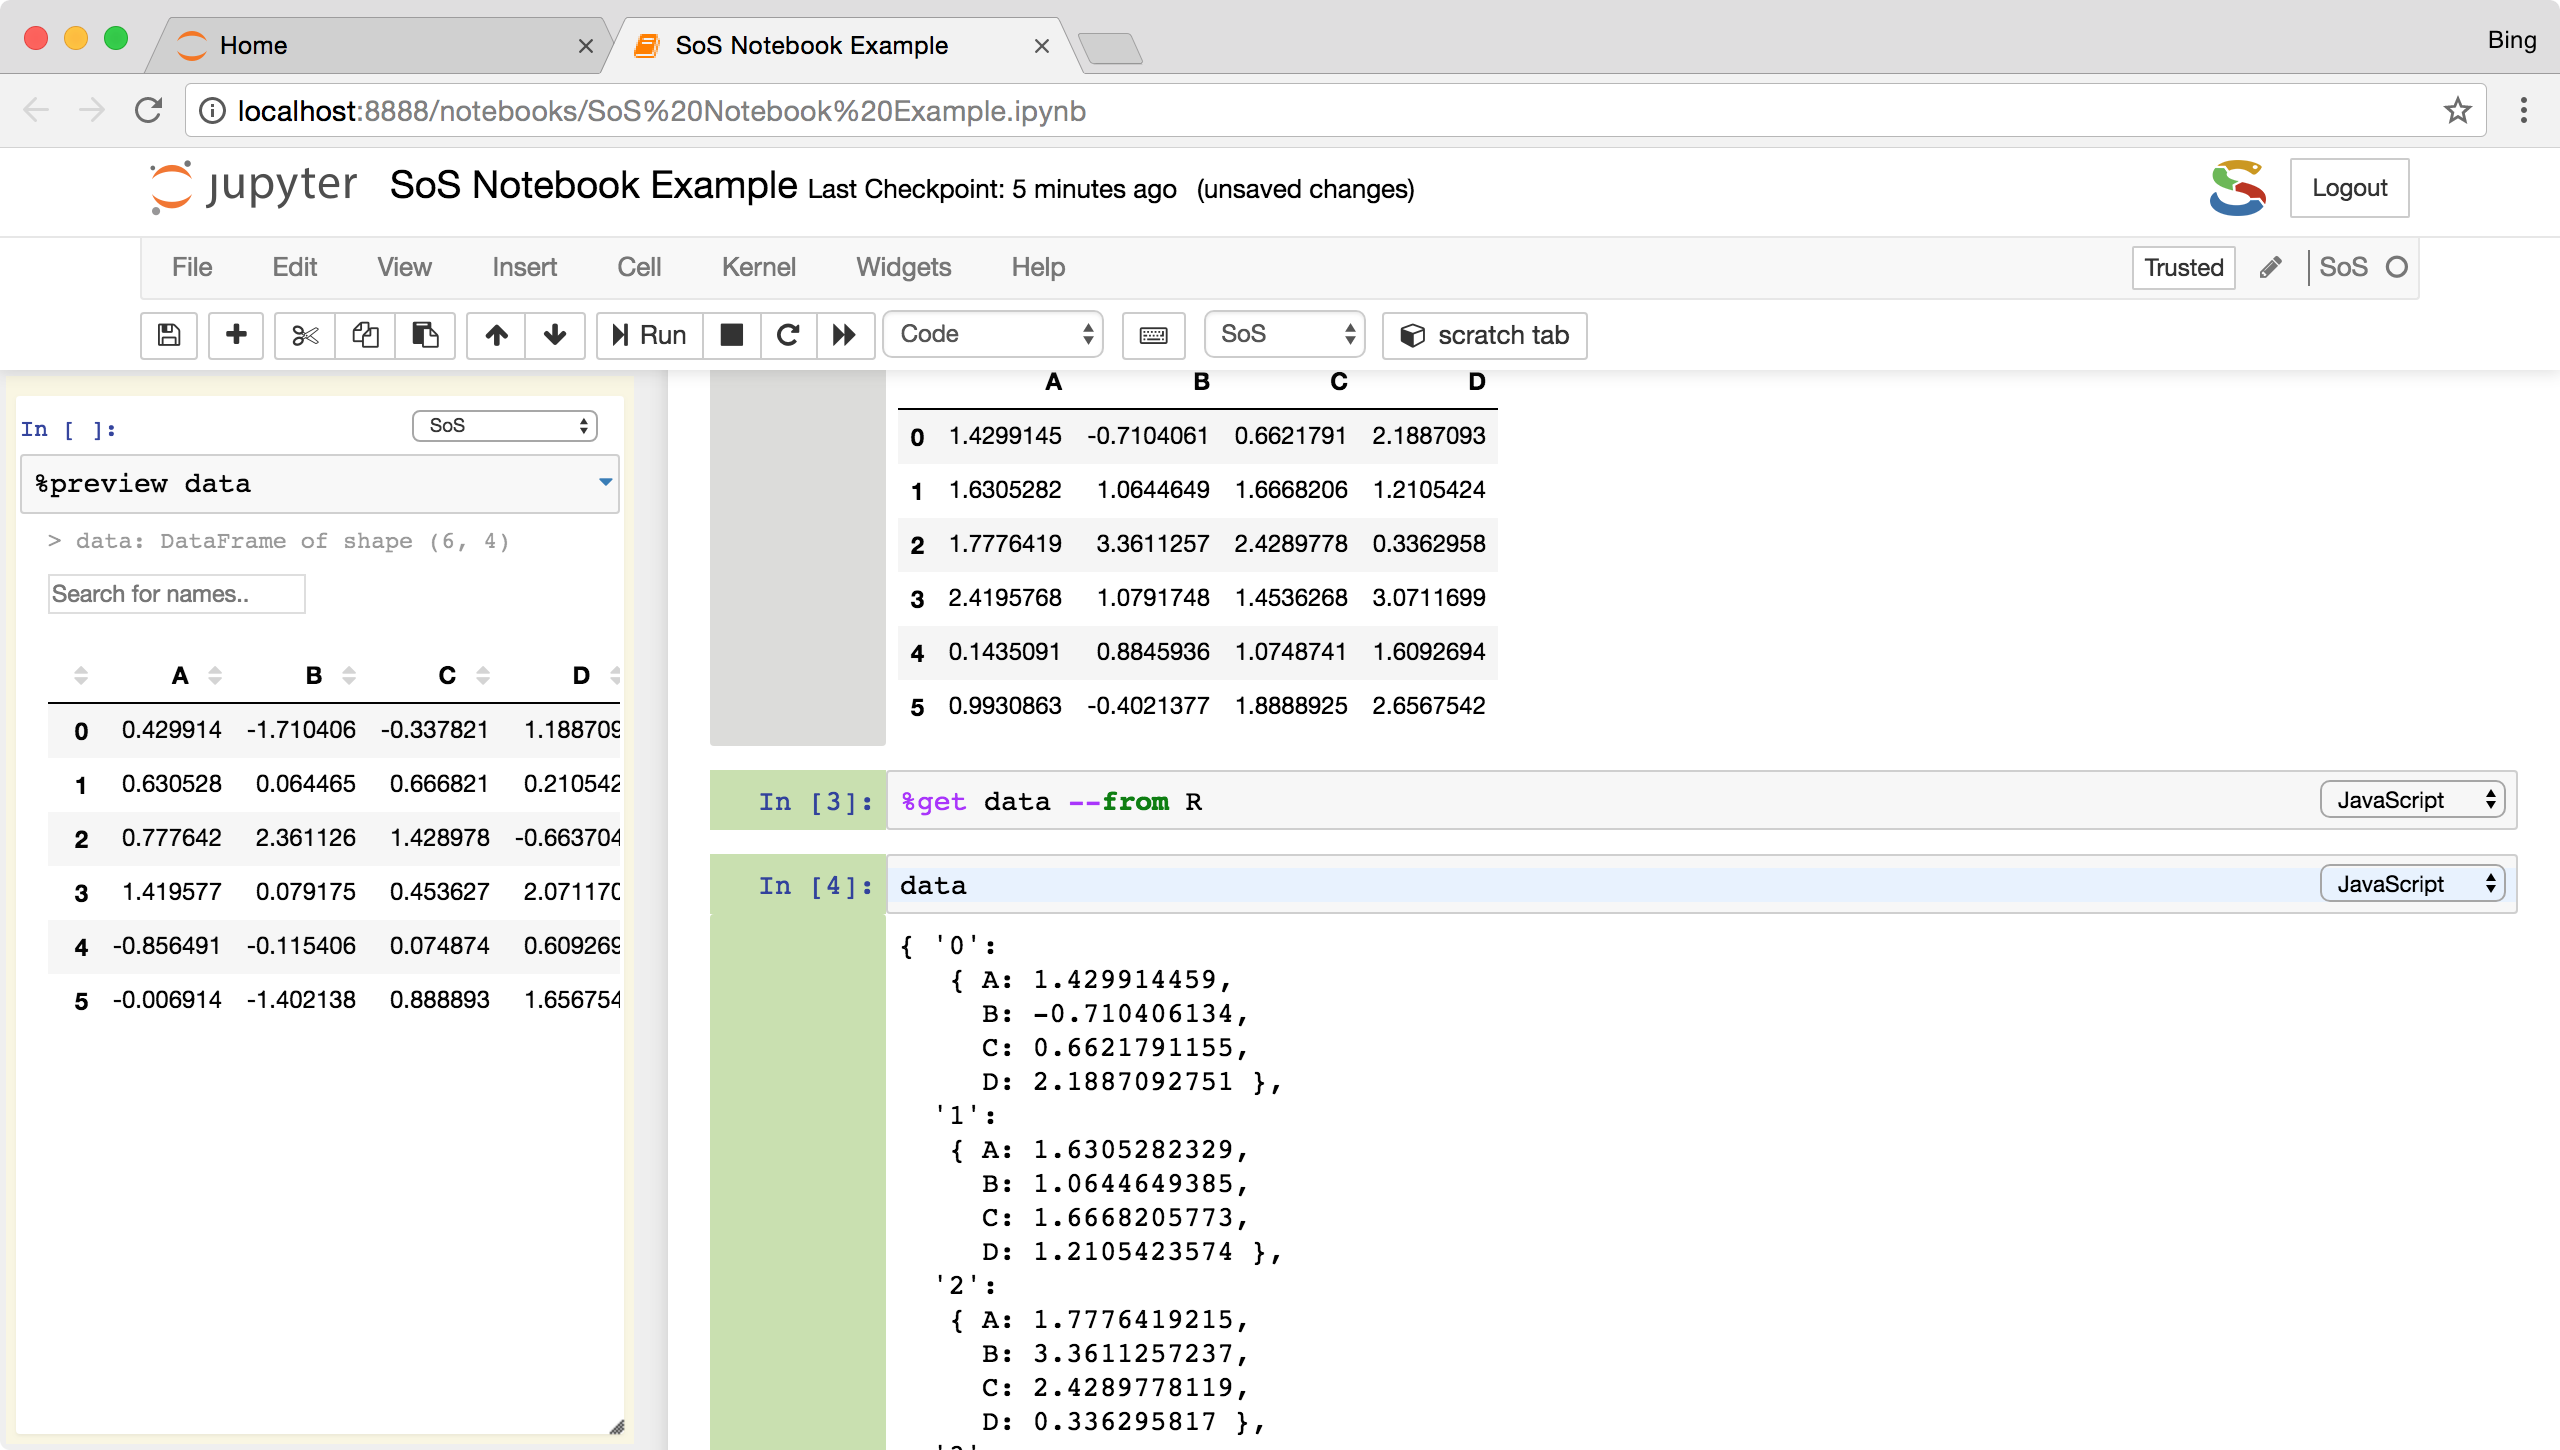 Home
SoS Notebook Example
Bing
localhost:8888/notebooks/SoS%20Notebook%20Example.ipynb
jupyter SoS Notebook Example Last Checkpoint: 5 minutes ago (unsaved changes)
Logout
File Edit View Insert Cell Kernel Widgets Help
Trusted SoS
Run Code SoS scratch tab
In [ ]: SoS
%preview data
> data: DataFrame of shape (6, 4)
Search for names..
A B C D
0 0.429914 -1.710406 -0.337821 1.188709
1 0.630528 0.064465 0.666821 0.210542
2 0.777642 2.361126 1.428978 -0.663704
3 1.419577 0.079175 0.453627 2.071170
4 -0.856491 -0.115406 0.074874 0.609269
5 -0.006914 -1.402138 0.888893 1.656754
A B C D
0 1.4299145 -0.7104061 0.6621791 2.1887093
1 1.6305282 1.0644649 1.6668206 1.2105424
2 1.7776419 3.3611257 2.4289778 0.3362958
3 2.4195768 1.0791748 1.4536268 3.0711699
4 0.1435091 0.8845936 1.0748741 1.6092694
5 0.9930863 -0.4021377 1.8888925 2.6567542
In [3]: %get data --from R JavaScript
In [4]: data JavaScript
{ '0':
{ A: 1.429914459,
B: -0.710406134,
C: 0.6621791155,
D: 2.1887092751 },
'1':
{ A: 1.6305282329,
B: 1.0644649385,
C: 1.6668205773,
D: 1.2105423574 },
'2':
{ A: 1.7776419215,
B: 3.3611257237,
C: 2.4289778119,
D: 0.336295817 },